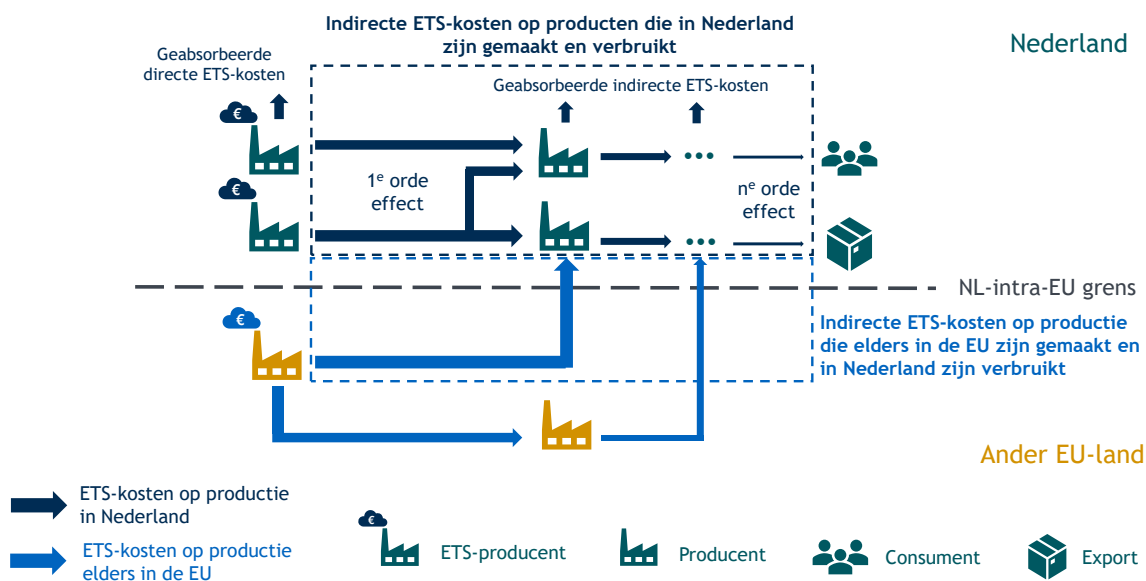 Indirecte ETS-kosten op producten die in Nederland
zijn gemaakt en verbruikt
Nederland
Geabsorbeerde
directe ETS-kosten
Geabsorbeerde indirecte ETS-kosten
€
€
1e orde
effect
ne orde
effect
NL-intra-EU grens
€
Indirecte ETS-kosten op productie
die elders in de EU zijn gemaakt en
in Nederland zijn verbruikt
Ander EU-land
ETS-kosten op productie
in Nederland
ETS-kosten op productie
elders in de EU
€
ETS-producent
Producent
Consument
Export